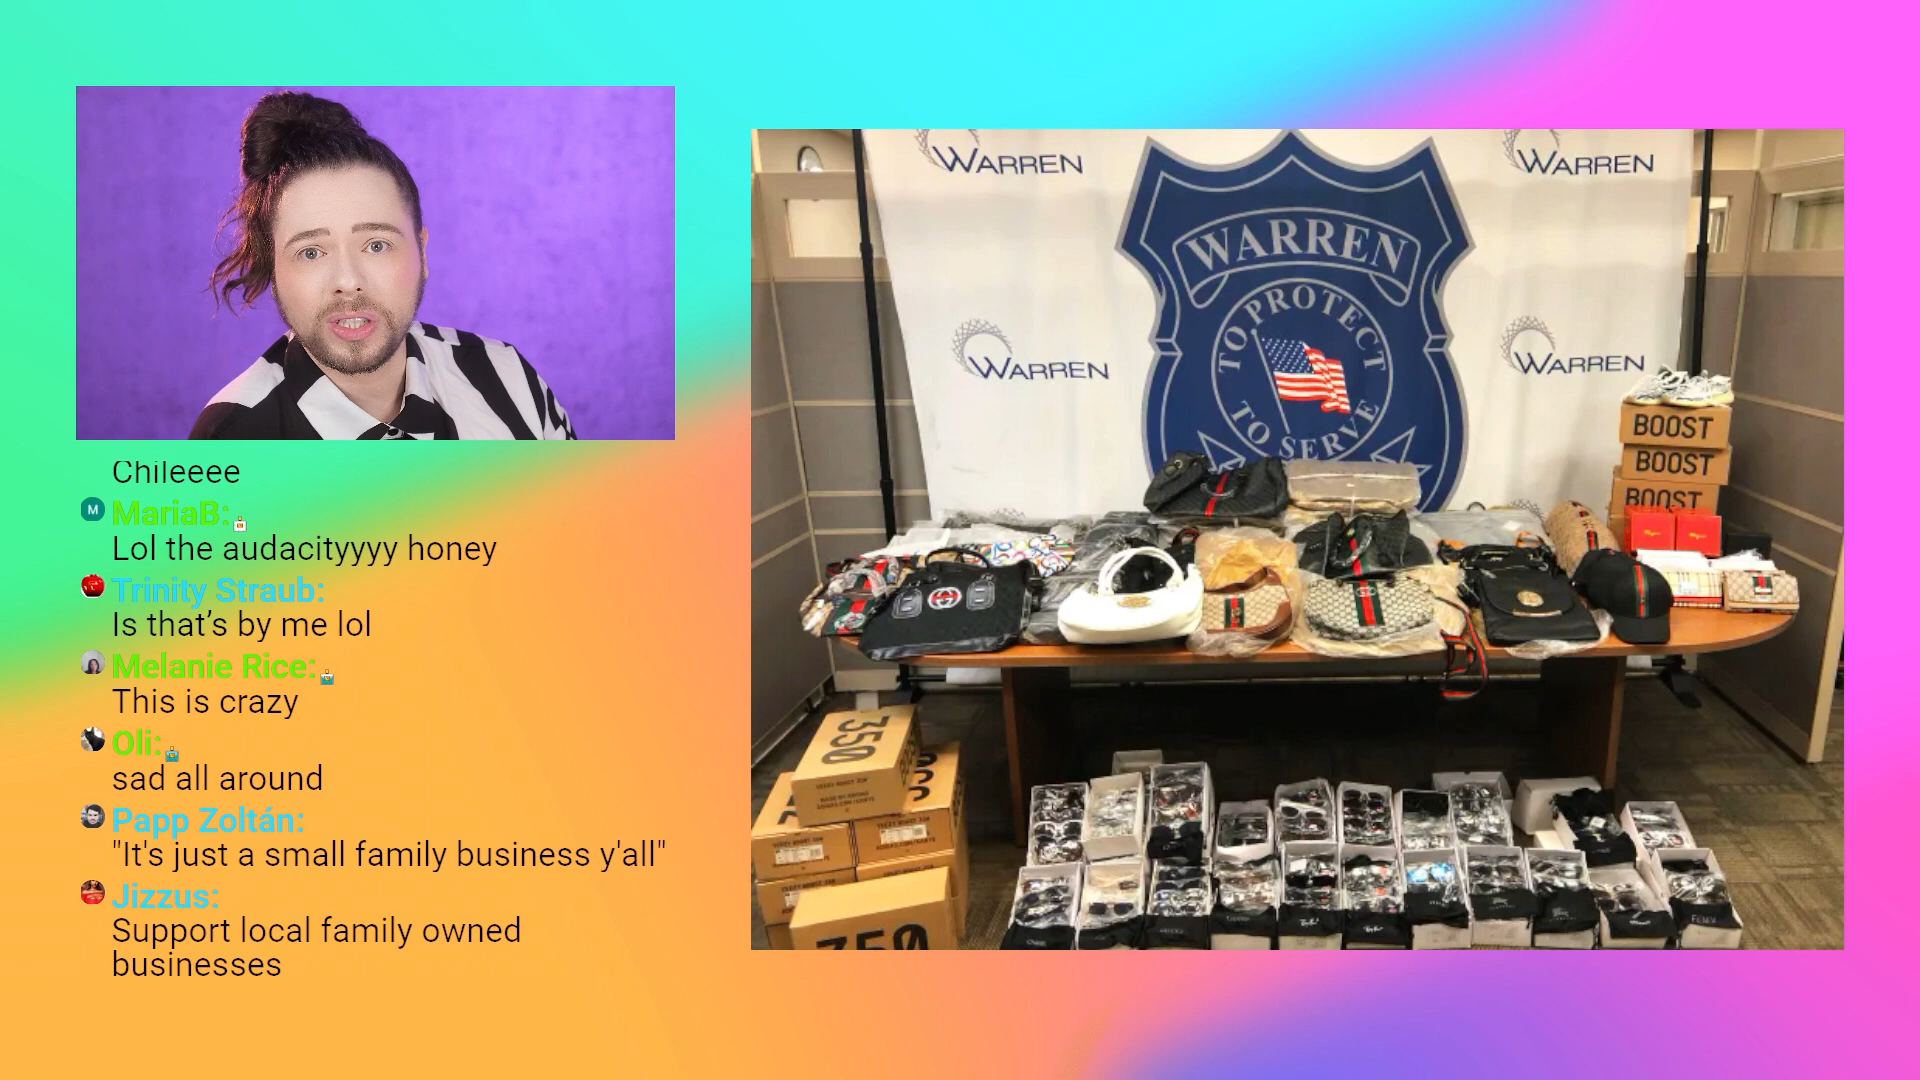 Chileeee
M MariaB:
Lol the audacityyyy honey
Trinity Straub:
Is that’s by me lol
Melanie Rice:
This is crazy
Oli:
sad all around
Papp Zoltán:
"It's just a small family business y'all"
Jizzus:
Support local family owned
businesses
WARREN
WARREN
WARREN
TO PROTECT
TO SERVE
WARREN
WARREN
BOOST
BOOST
BOOST
350
350
FENDI